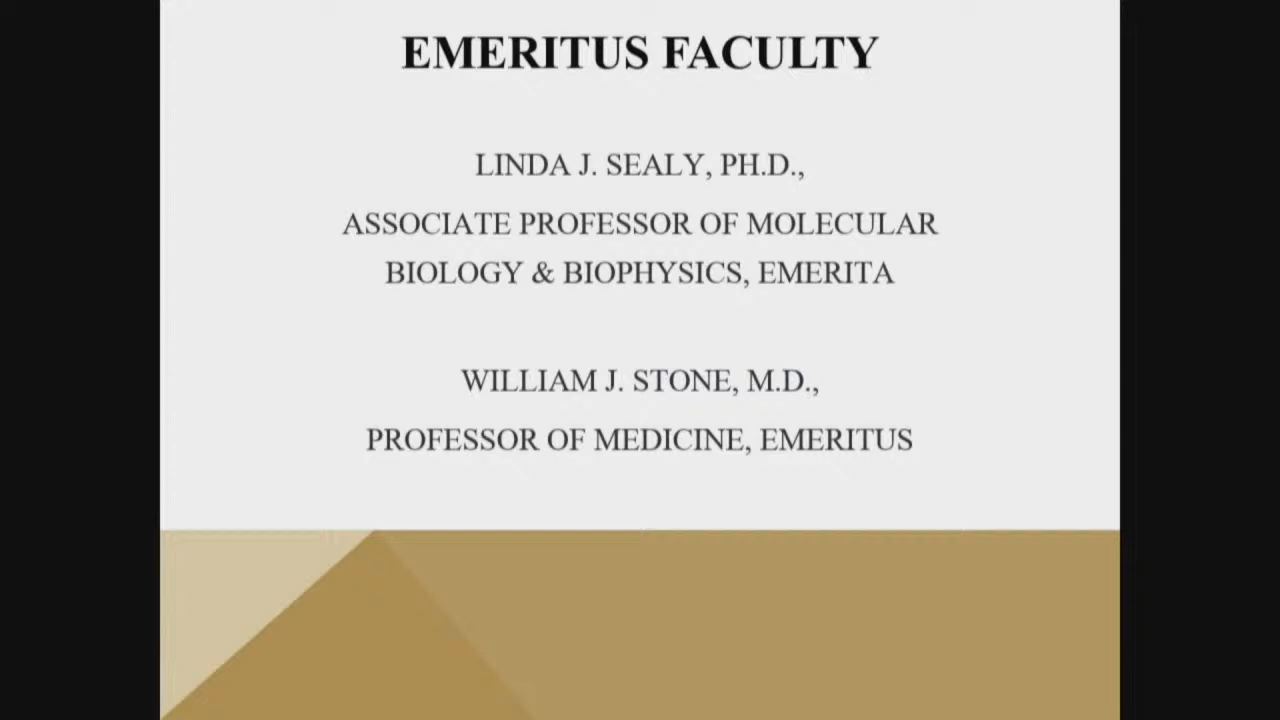 EMERITUS FACULTY
LINDA J. SEALY, PH.D.,
ASSOCIATE PROFESSOR OF MOLECULAR
BIOLOGY & BIOPHYSICS, EMERITA
WILLIAM J. STONE, M.D.,
PROFESSOR OF MEDICINE, EMERITUS